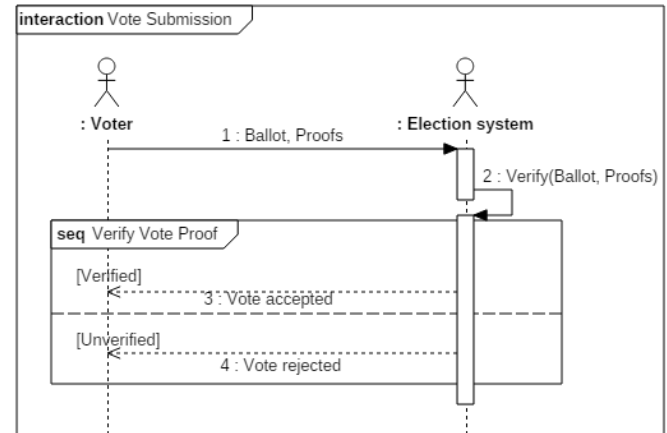 interaction Vote Submission
: Voter
: Election system
1 : Ballot, Proofs
2 : Verify(Ballot, Proofs)
seq Verify Vote Proof
[Verified]
3 : Vote accepted
[Unverified]
4 : Vote rejected